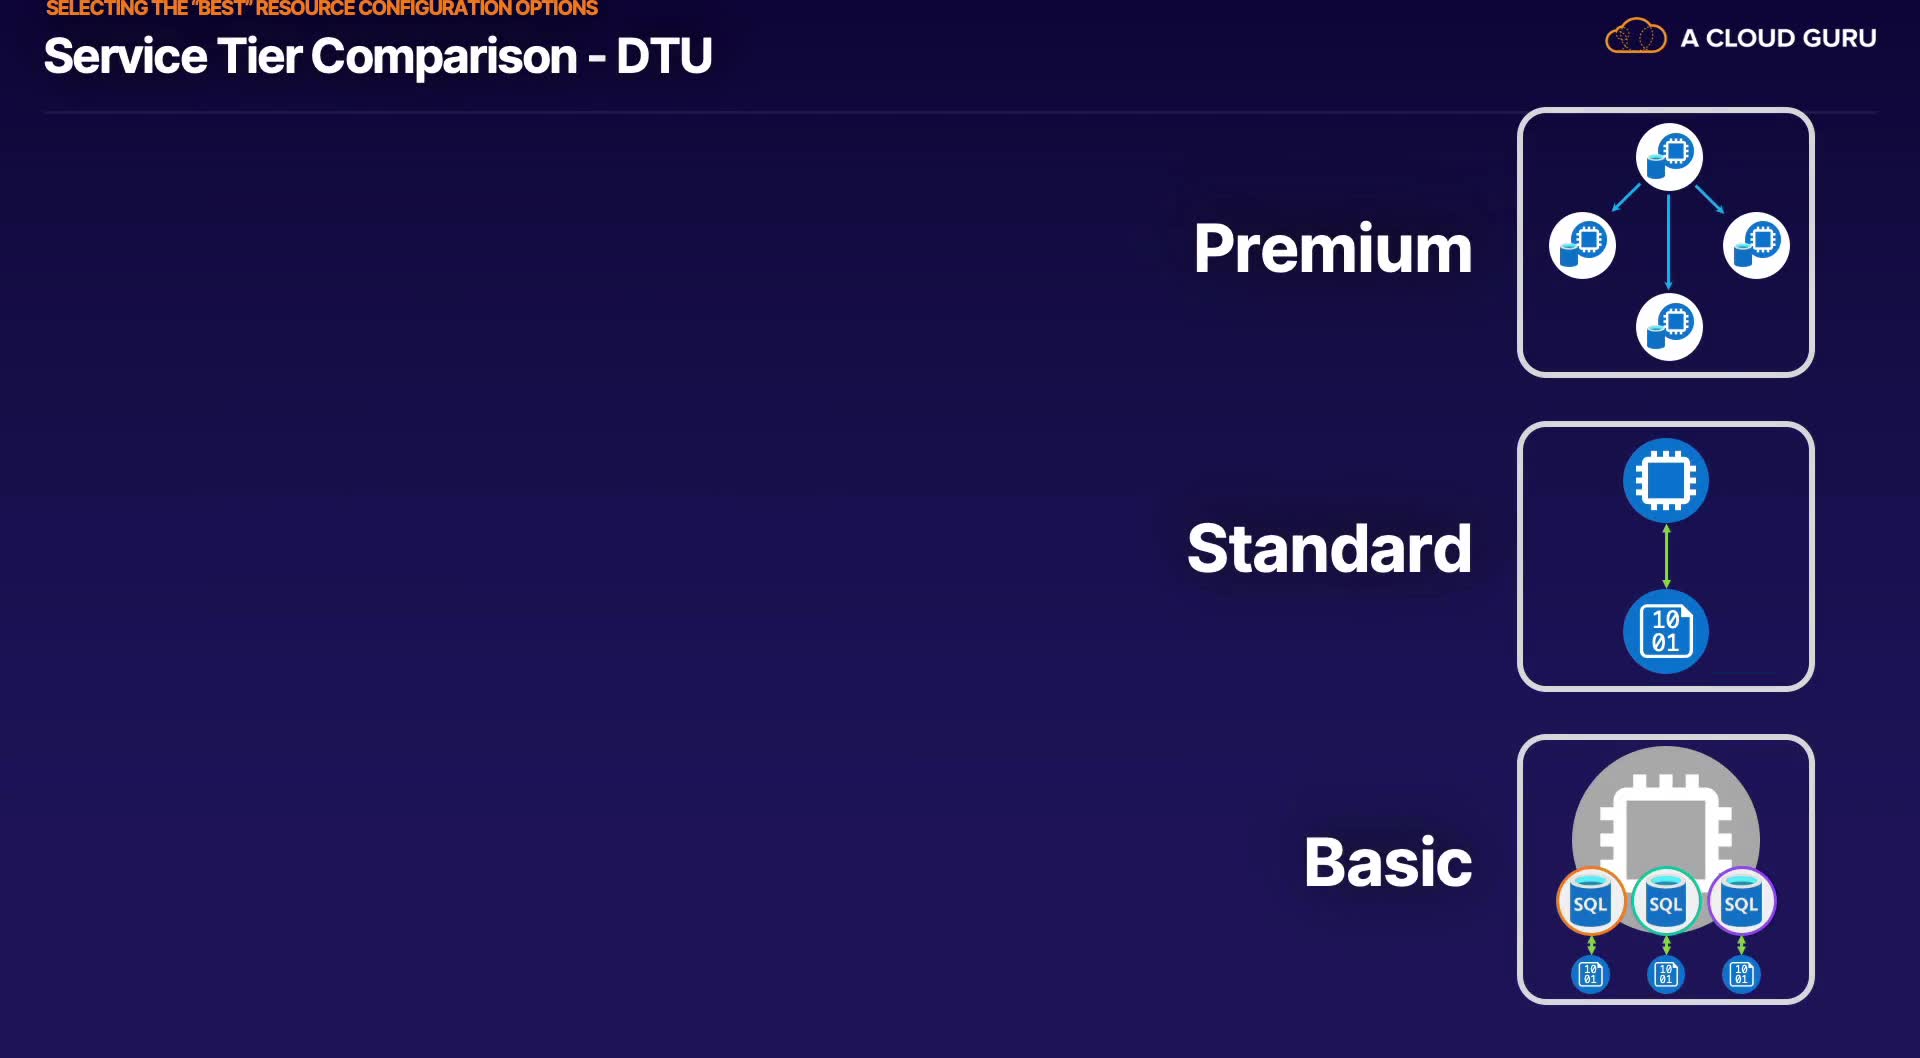 SELECTING THE “BEST” RESOURCE CONFIGURATION OPTIONS
Service Tier Comparison - DTU
A CLOUD GURU
Premium
Standard
10
01
Basic
SQL SQL SQL
10 10 10
01 01 01